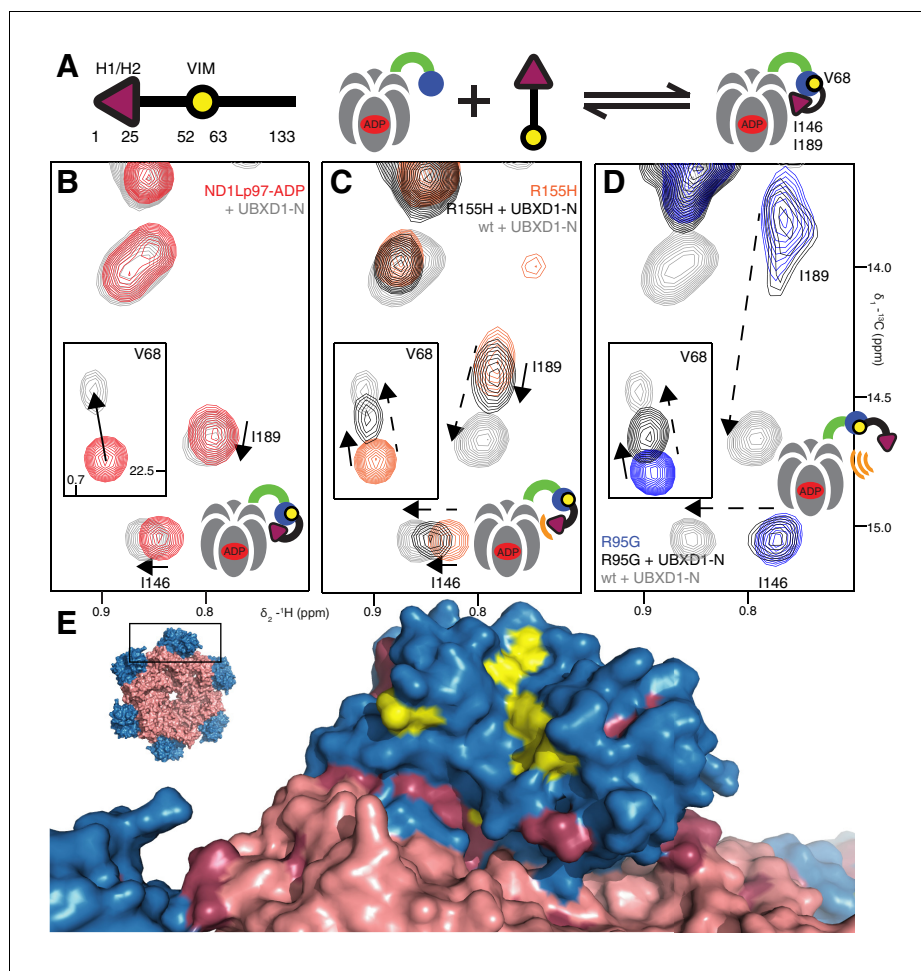 A
H1/H2 VIM
1 25 52 63 133
ADP
+
ADP
V68
I146
I189
B
ND1Lp97-ADP
+ UBXD1-N
V68
0.7 22.5
I189
I146
ADP
0.9 0.8
C
R155H
R155H + UBXD1-N
wt + UBXD1-N
V68
I189
I146
ADP
0.9 0.8
δ2 -1H (ppm)
D
I189
V68
ADP
R95G
R95G + UBXD1-N
wt + UBXD1-N
I146
0.9 0.8
14.0
14.5
15.0
δ1 -13C (ppm)
E